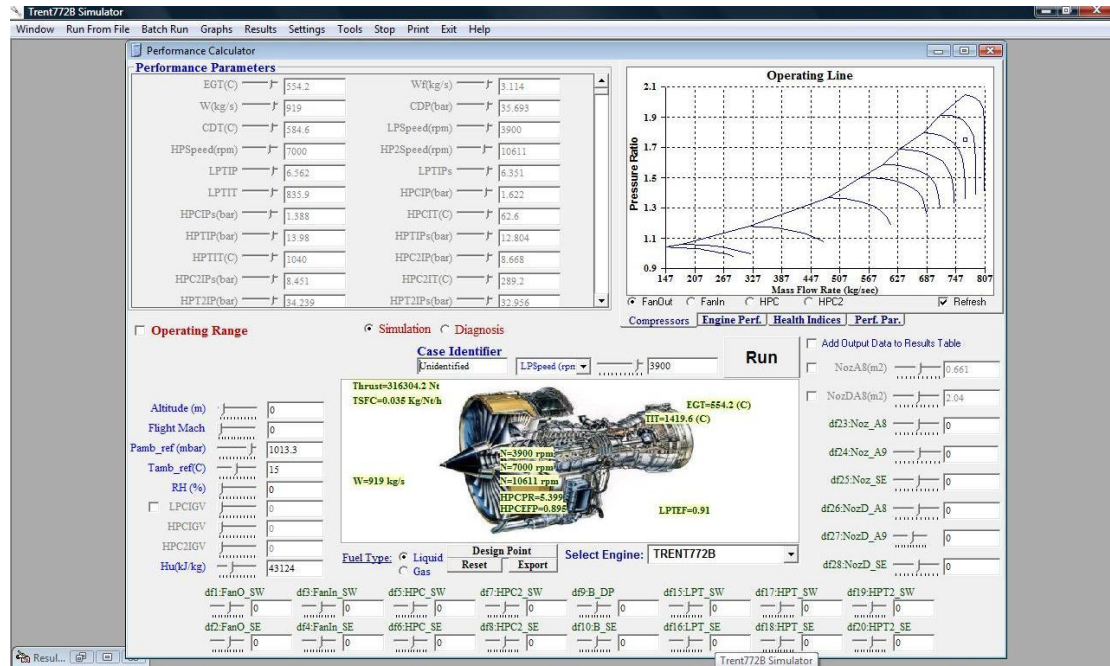 Trent772B Simulator
Window Run From File Batch Run Graphs Results Settings Tools Stop Print Exit Help
Performance Calculator
Performance Parameters
EGT(C) 554.2 Wf(kg/s) 3.114
W(kg/s) 919 CDP(bar) 35.693
CDT(C) 584.6 LPSpeed(rpm) 3900
HPSpeed(rpm) 7000 HP2Speed(rpm) 10611
LPTIP 6.562 LPTIPs 6.351
LPTIT 835.9 HPCIP(bar) 1.622
HPCIPs(bar) 1.388 HPCIT(C) 62.6
HPTIP(bar) 13.98 HPTIPs(bar) 12.804
HPTIT(C) 1040 HPC2IP(bar) 8.668
HPC2IPs(bar) 8.451 HPC2IT(C) 289.2
HPT2IP(bar) 34.239 HPT2IPs(bar) 32.956
Operating Line
Pressure Ratio
2.1
1.9
1.7
1.5
1.3
1.1
0.9
147 207 267 327 387 447 507 567 627 687 747 807
Mass Flow Rate (kg/sec)
FanOut FanIn HPC HPC2 Refresh
Compressors Engine Perf. Health Indices Perf. Par.
Operating Range
Simulation Diagnosis
Case Identifier
Unidentified LPSpeed (rpm 3900
Run
Add Output Data to Results Table
NozA8(m2) 0.661
NozDA8(m2) 2.04
df23:Noz_A8 0
df24:Noz_A9 0
df25:Noz_SE 0
df26:NozD_A8 0
df27:NozD_A9 0
df28:NozD_SE 0
Altitude (m) 0
Flight Mach 0
Pamb_ref (mbar) 1013.3
Tamb_ref(C) 15
RH (%) 0
LPCIGV 0
HPCIGV 0
HPC2IGV 0
Hu(kJ/kg) 43124
Thrust=316304.2 Nt
TSFC=0.035 Kg/Nt/h
EGT=554.2 (C)
TIT=1419.6 (C)
N=3900 rpm
N=7000 rpm
N=10611 rpm
W=919 kg/s
HPCPR=5.399
HPCEFP=0.895
LPTEF=0.91
Fuel Type: Liquid
Gas
Design Point
Reset Export
Select Engine: TRENT772B
df1:FanO_SW df3:FanIn_SW df5:HPC_SW df7:HPC2_SW df9:B_DP df15:LPT_SW df17:HPT_SW df19:HPT2_SW
0 0 0 0 0 0 0 0
df2:FanO_SE df4:FanIn_SE df6:HPC_SE df8:HPC2_SE df10:B_SE df16:LPT_SE df18:HPT_SE df20:HPT2_SE
0 0 0 0 0 0 0 0
Resul...
Trent772B Simulator